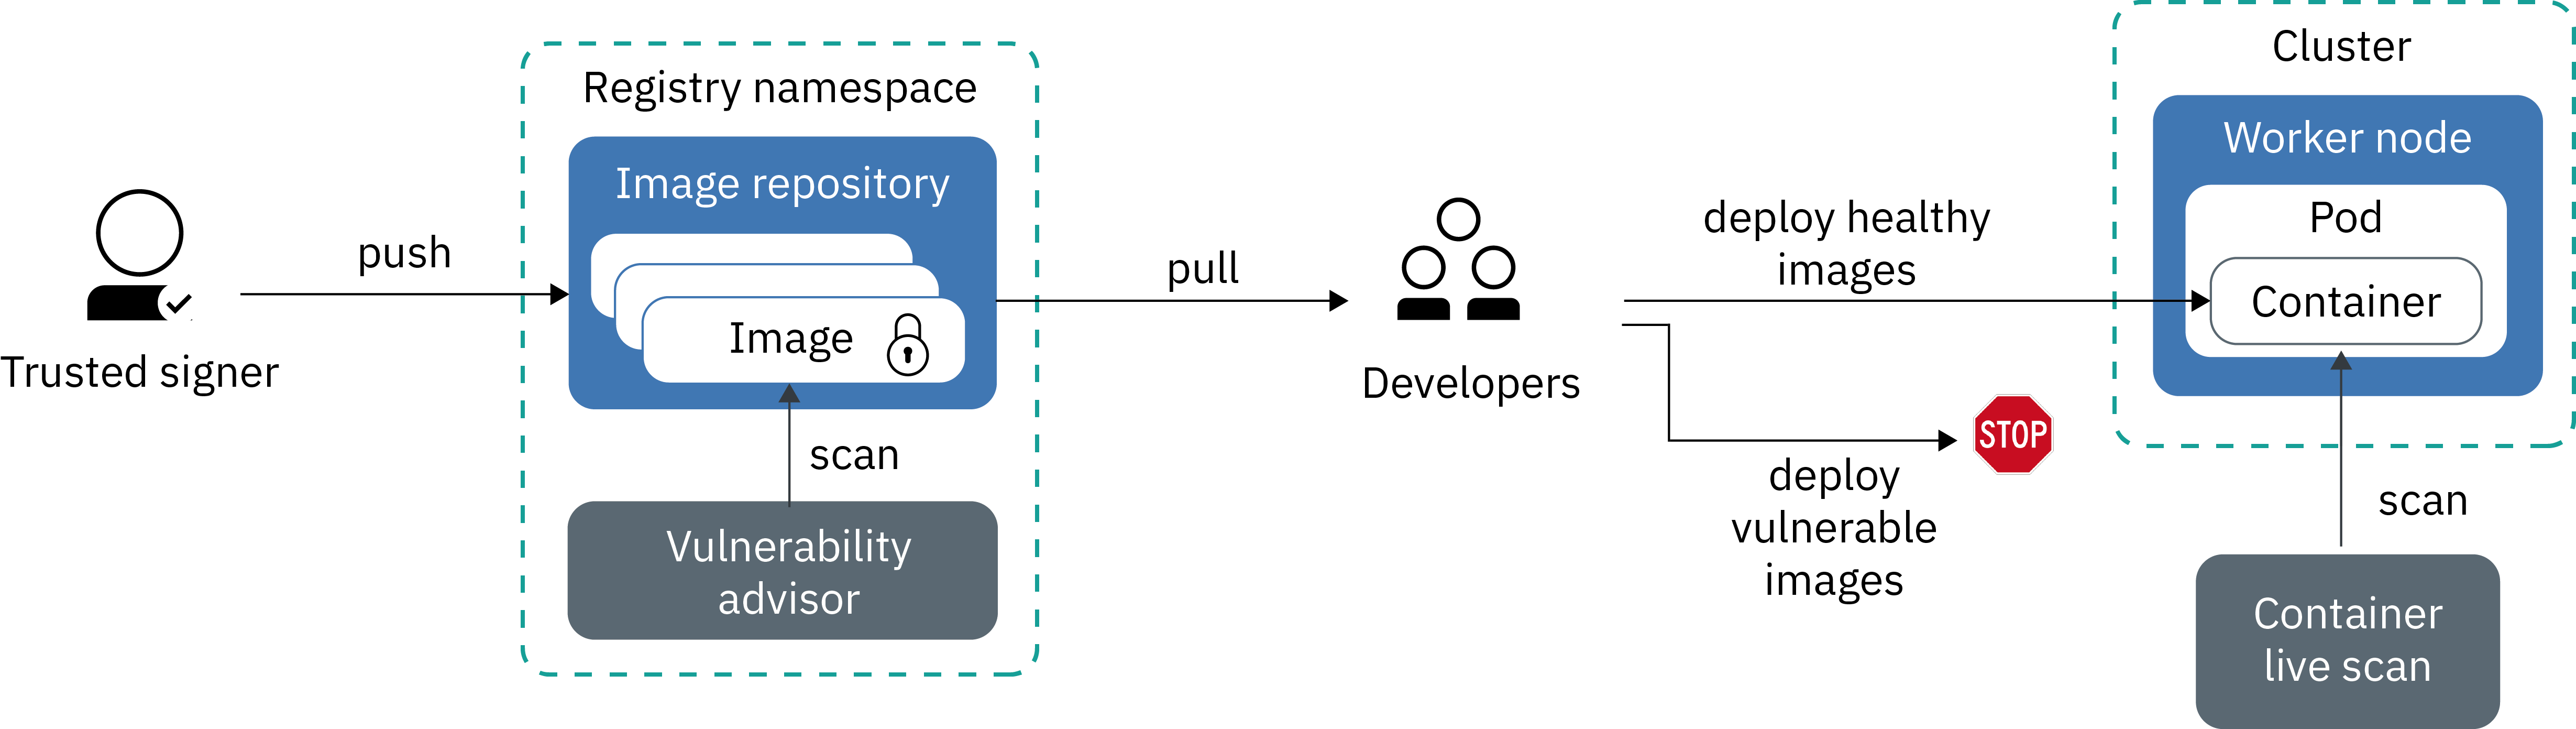 Trusted signer
push
Registry namespace
Image repository
Image
scan
Vulnerability
advisor
pull
Developers
deploy healthy
images
deploy
vulnerable
images
STOP
Cluster
Worker node
Pod
Container
scan
Container
live scan